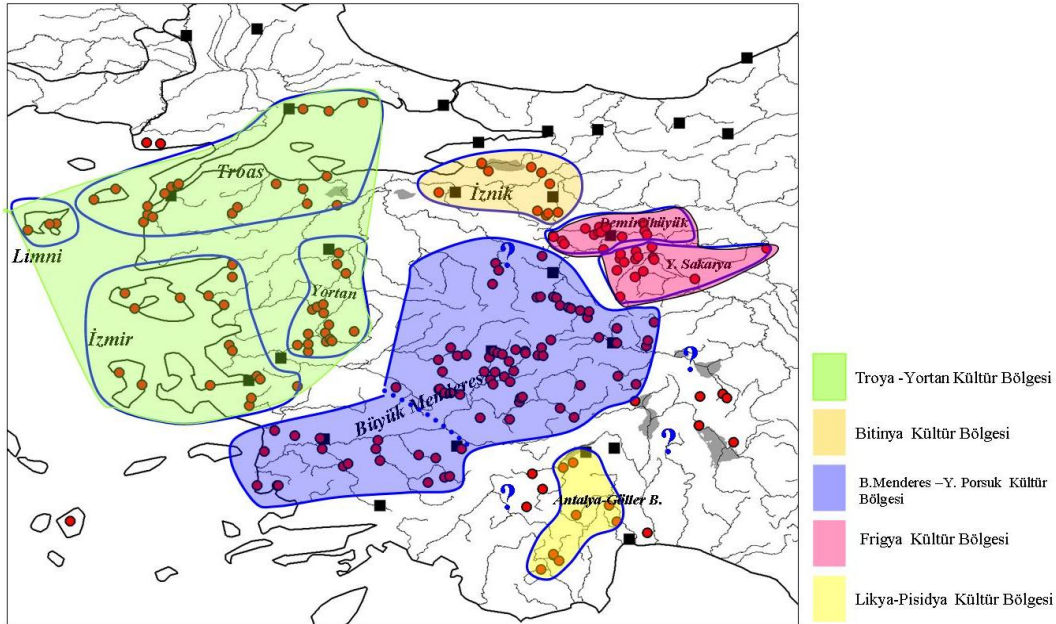 Troas
İznik
Demircihüyük
?
Limni
Y. Sakarya
Yortan
İzmir
?
Büyük Menderes
?
?
Antalya-Göller B.
Troya -Yortan Kültür Bölgesi
Bitinya Kültür Bölgesi
B.Menderes –Y. Porsuk Kültür
Bölgesi
Frigya Kültür Bölgesi
Likya-Pisidya Kültür Bölgesi